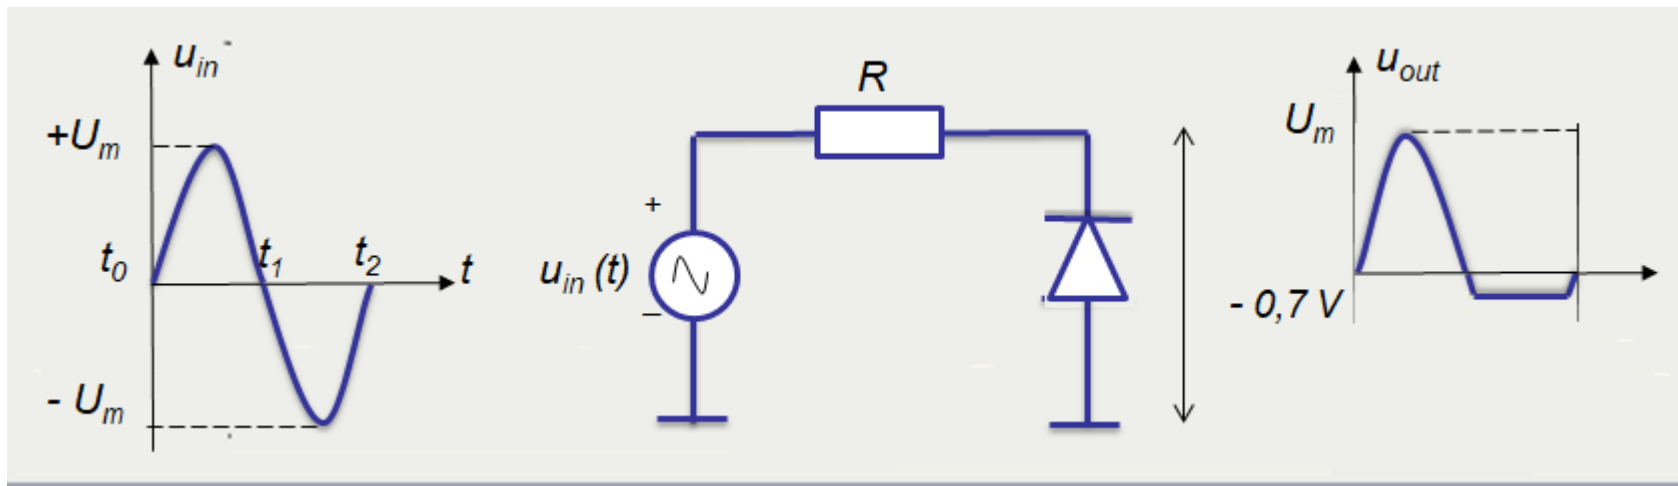 u_in
+U_m
t_0
t_1
t_2
t
- U_m
R
+
u_in (t)
–
u_out
U_m
- 0,7 V